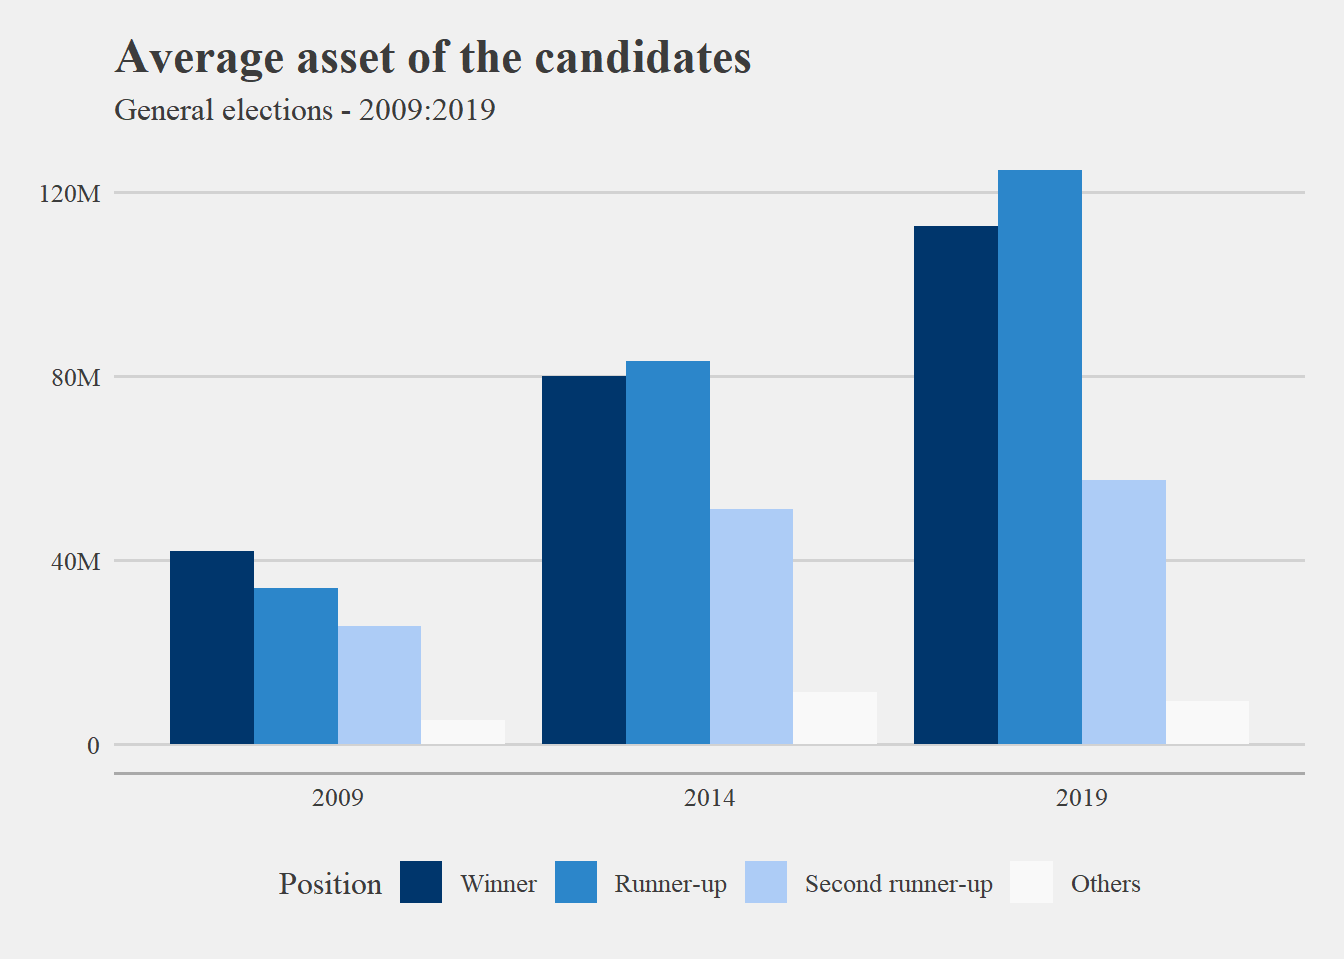 Average asset of the candidates
General elections - 2009:2019
120M
80M
40M
0
2009 2014 2019
Position Winner Runner-up Second runner-up Others